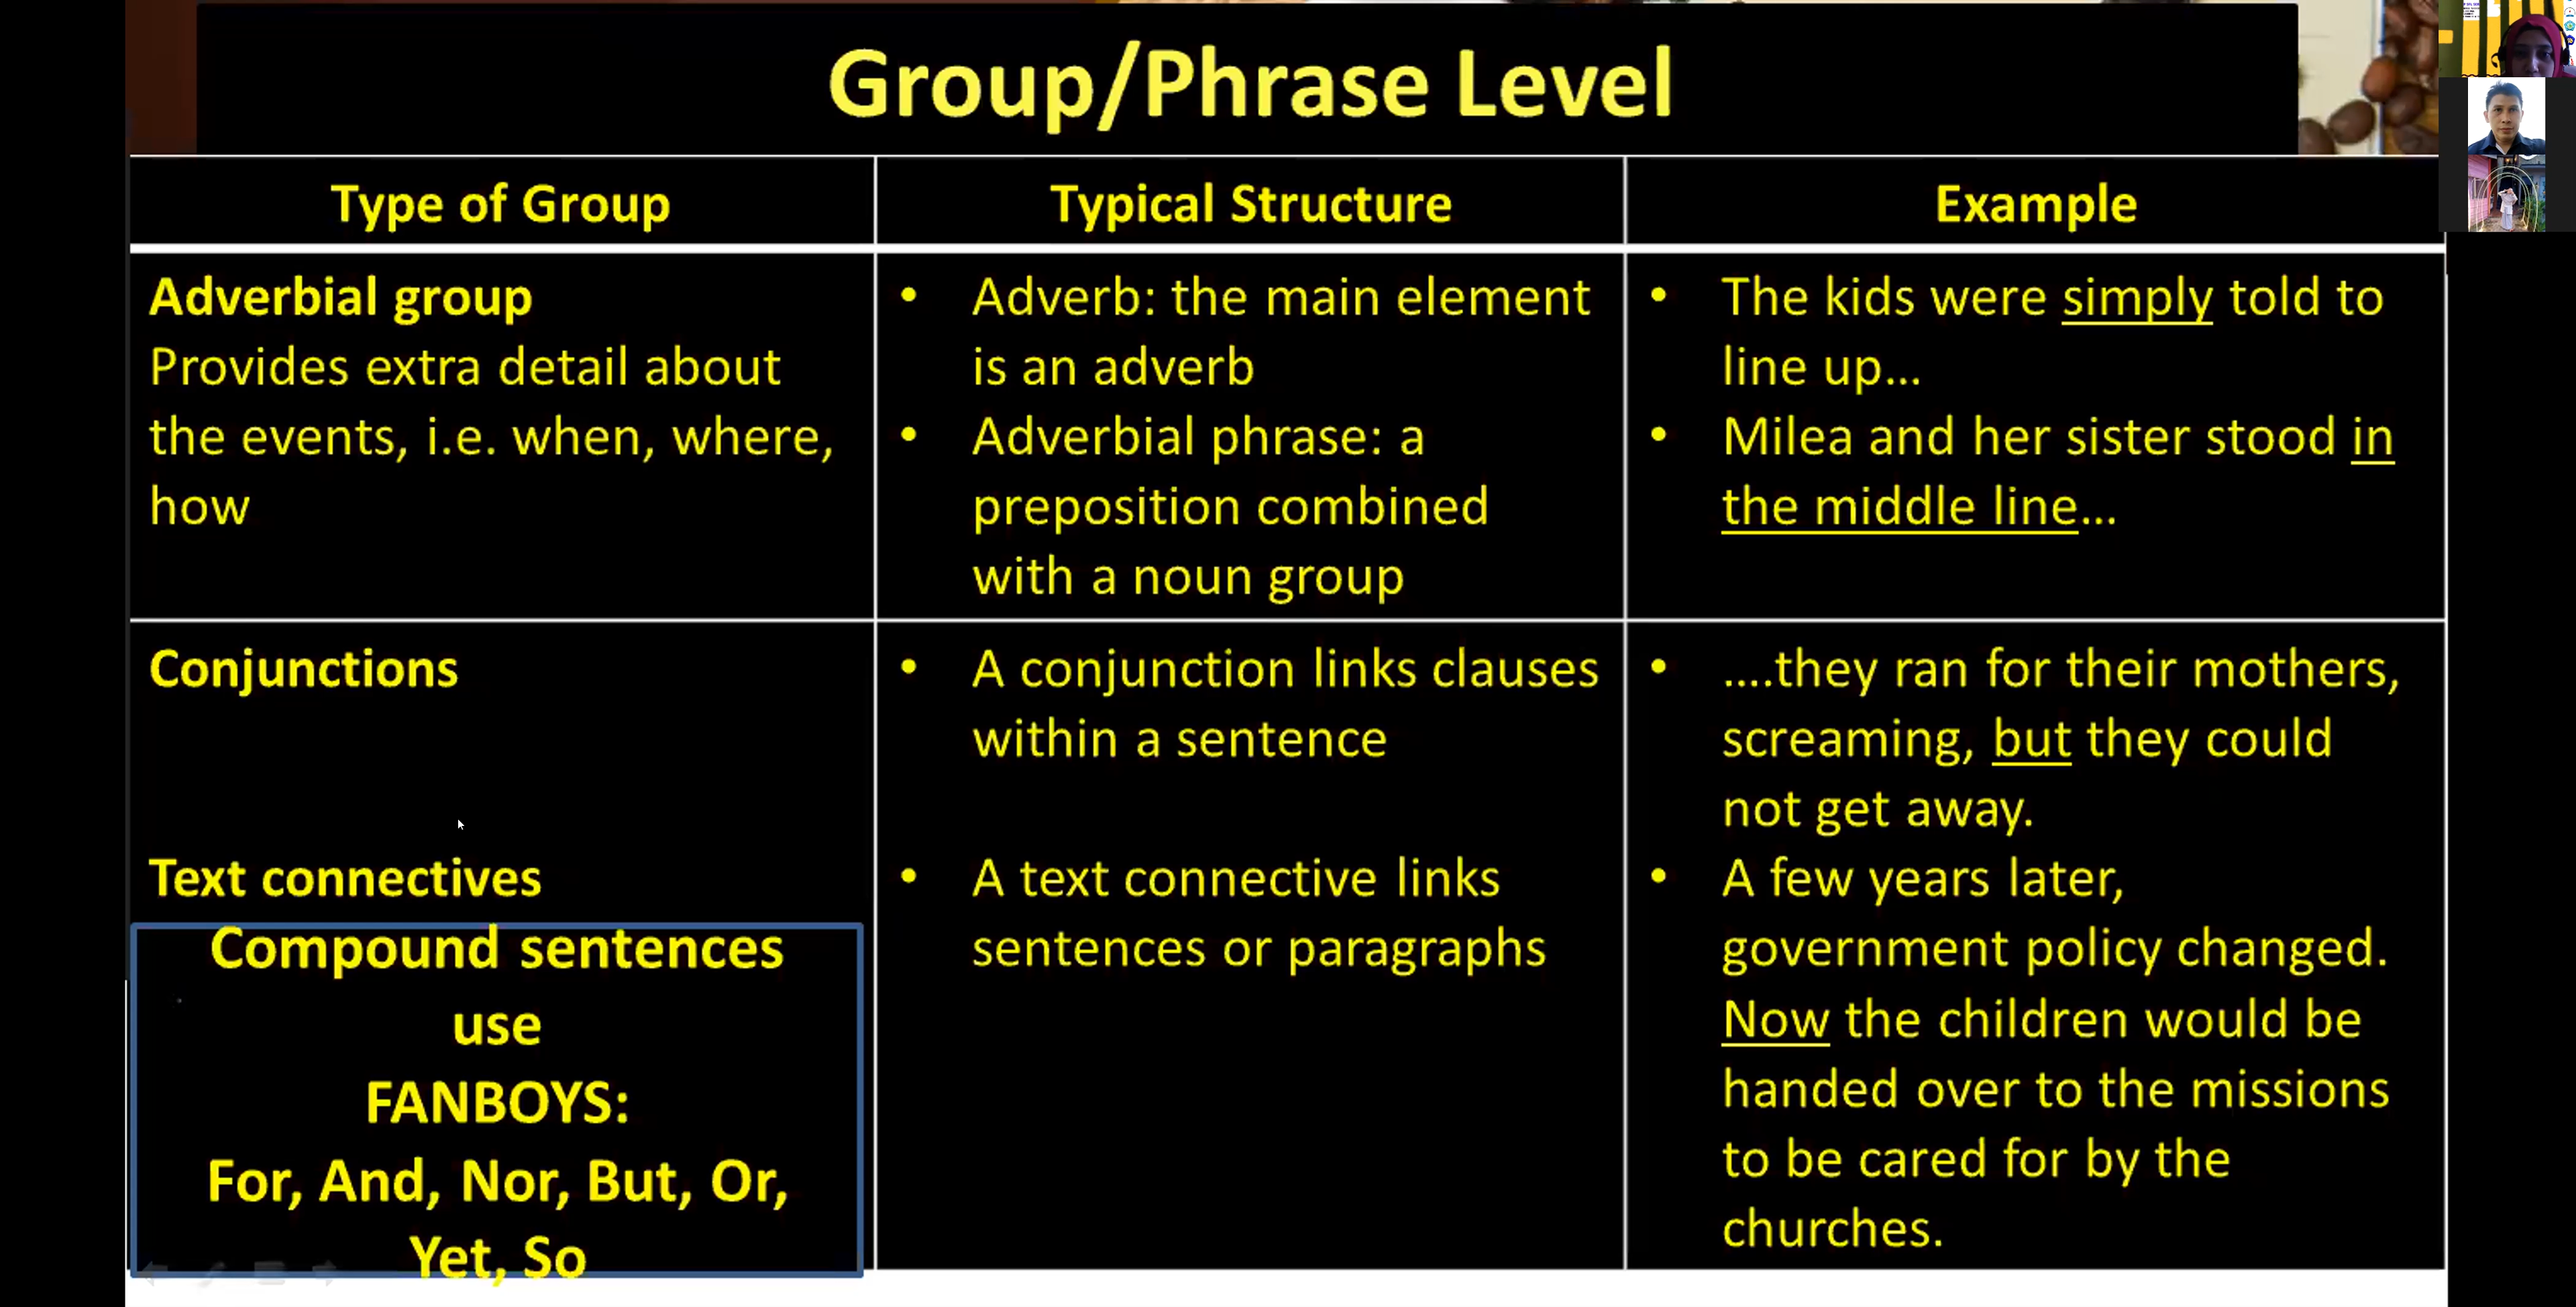 Group/Phrase Level
Type of Group
Typical Structure
Example
Adverbial group
Provides extra detail about
the events, i.e. when, where,
how
• Adverb: the main element
is an adverb
• Adverbial phrase: a
preposition combined
with a noun group
• The kids were simply told to
line up...
• Milea and her sister stood in
the middle line...
Conjunctions
Text connectives
Compound sentences
use
FANBOYS:
For, And, Nor, But, Or,
Yet, So
• A conjunction links clauses
within a sentence
• A text connective links
sentences or paragraphs
• ....they ran for their mothers,
screaming, but they could
not get away.
• A few years later,
government policy changed.
Now the children would be
handed over to the missions
to be cared for by the
churches.